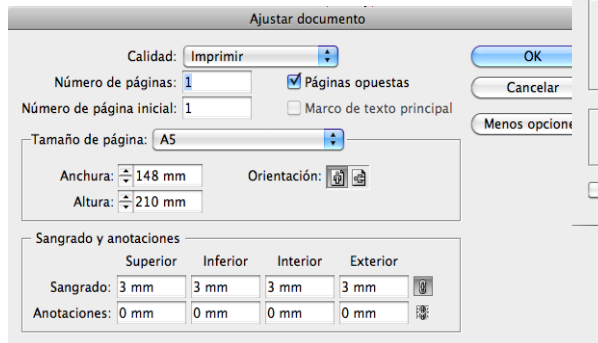 Ajustar documento
Calidad: Imprimir
OK
Número de páginas: 1
Páginas opuestas
Cancelar
Número de página inicial: 1
Marco de texto principal
Menos opcione
Tamaño de página: A5
Anchura: 148 mm
Orientación:
Altura: 210 mm
Sangrado y anotaciones
Superior Inferior Interior Exterior
Sangrado: 3 mm 3 mm 3 mm 3 mm
Anotaciones: 0 mm 0 mm 0 mm 0 mm